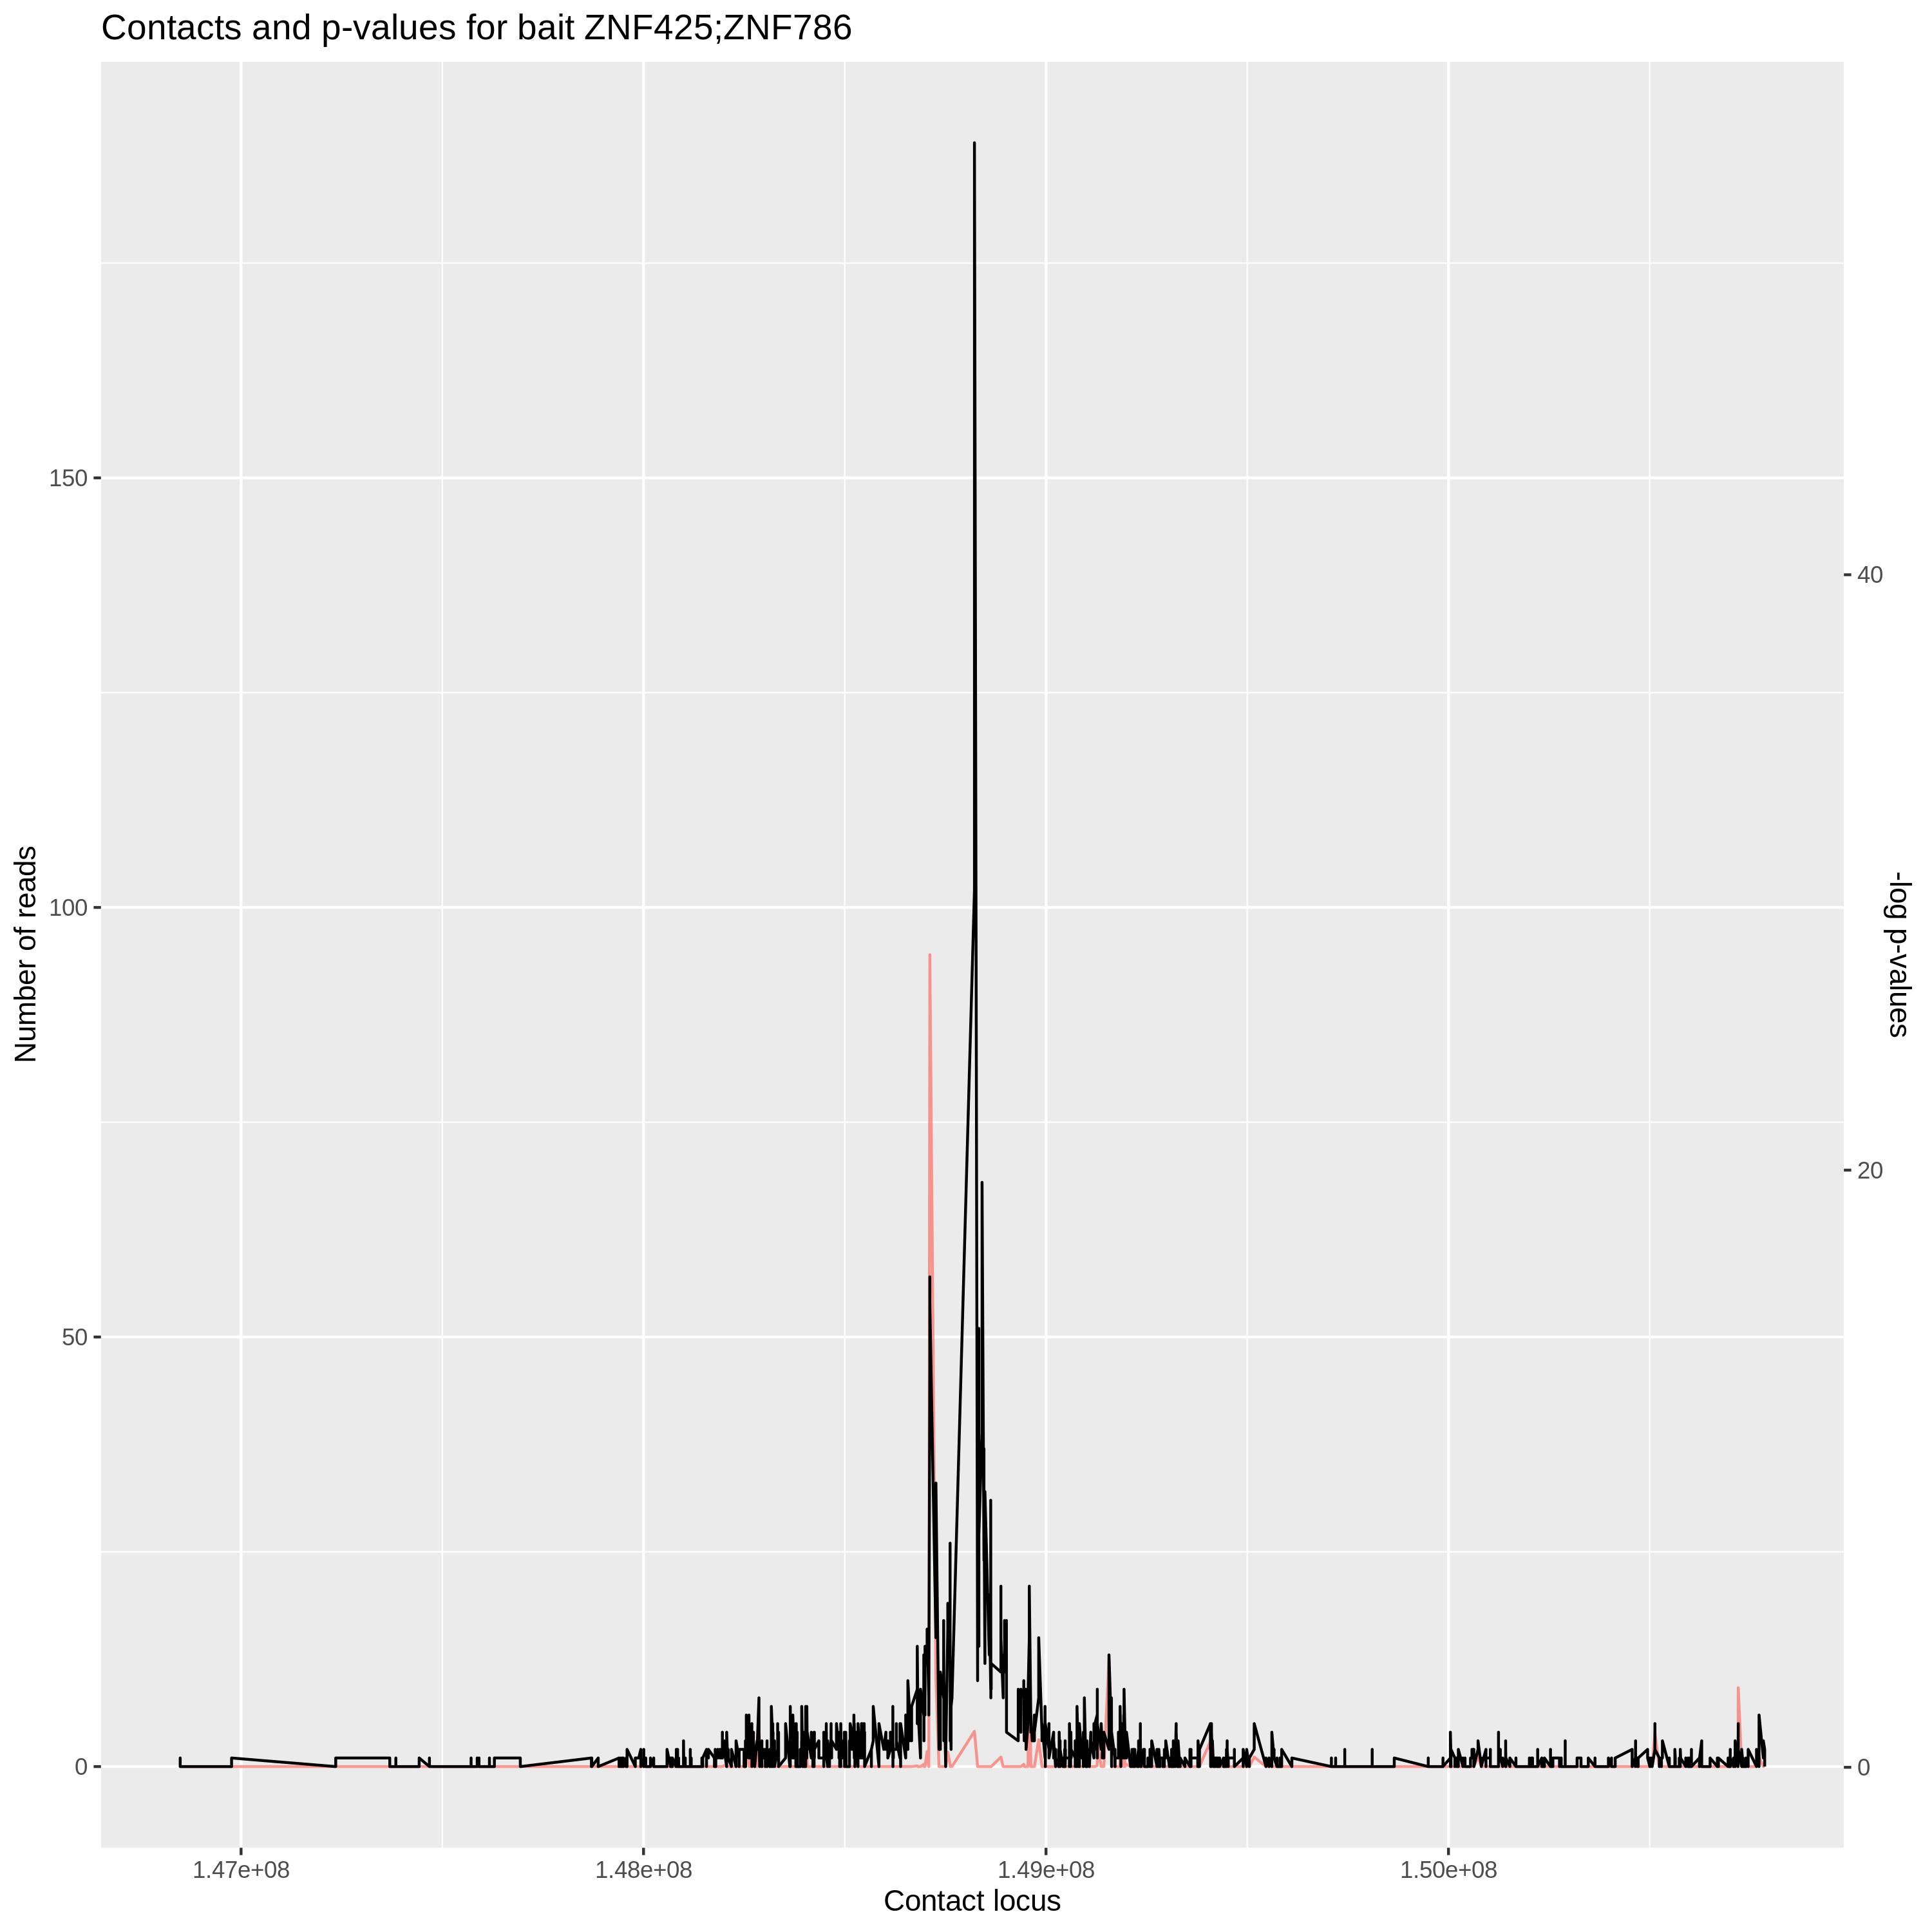 Contacts and p-values for bait ZNF425;ZNF786
Number of reads
150
100
50
0
40
20
0
-log p-values
1.47e+08
1.48e+08
1.49e+08
1.50e+08
Contact locus